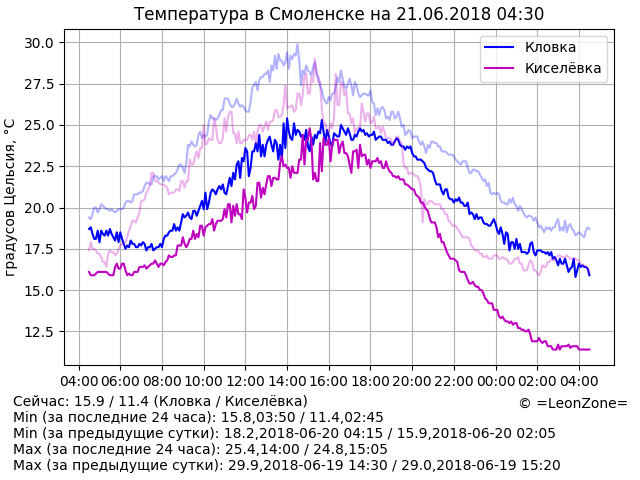 Температура в Смоленске на 21.06.2018 04:30
градусов Цельсия, °C
30.0
27.5
25.0
22.5
20.0
17.5
15.0
12.5
Кловка
Киселёвка
04:00 06:00 08:00 10:00 12:00 14:00 16:00 18:00 20:00 22:00 00:00 02:00 04:00
Сейчас: 15.9 / 11.4 (Кловка / Киселёвка)
© =LeonZone=
Min (за последние 24 часа): 15.8,03:50 / 11.4,02:45
Min (за предыдущие сутки): 18.2,2018-06-20 04:15 / 15.9,2018-06-20 02:05
Max (за последние 24 часа): 25.4,14:00 / 24.8,15:05
Max (за предыдущие сутки): 29.9,2018-06-19 14:30 / 29.0,2018-06-19 15:20